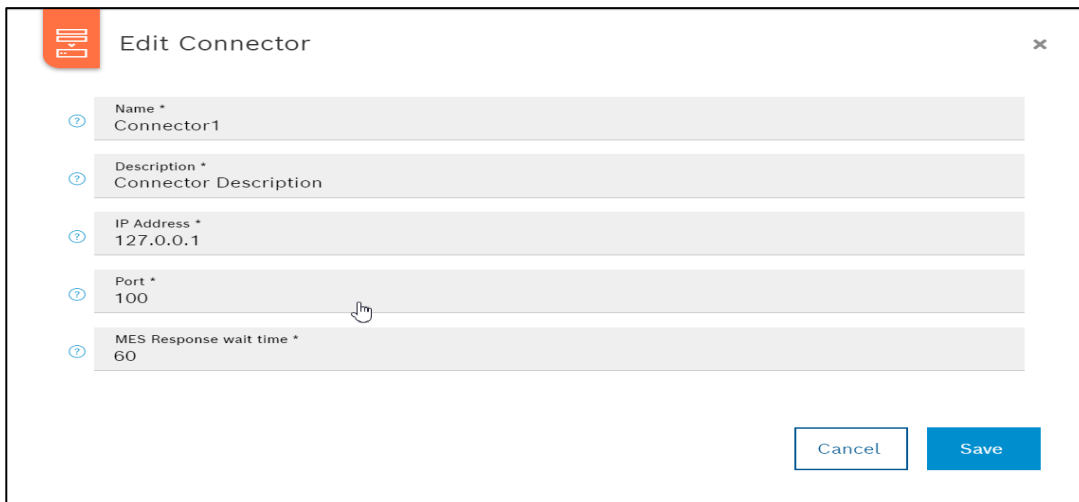 Edit Connector
Name *
Connector1
Description *
Connector Description
IP Address *
127.0.0.1
Port *
100
MES Response wait time *
60
Cancel
Save